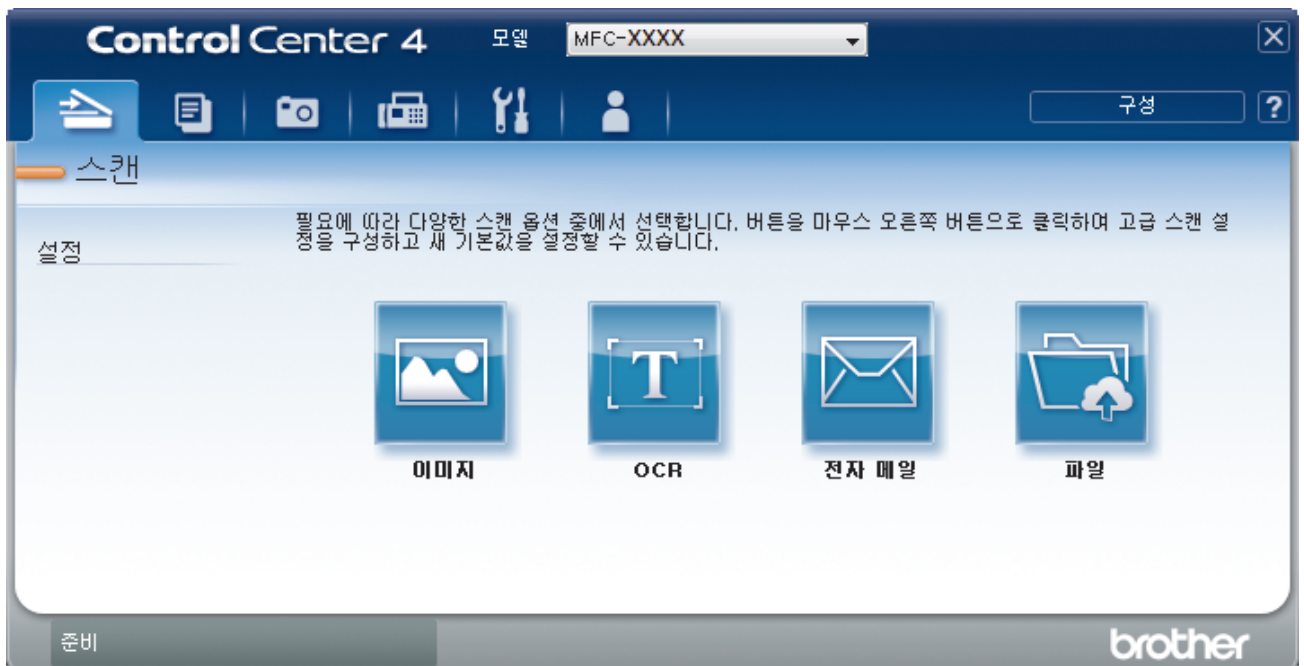 Control Center 4 모델 MFC-XXXX
구성 ?
스캔
필요에 따라 다양한 스캔 옵션 중에서 선택합니다. 버튼을 마우스 오른쪽 버튼으로 클릭하여 고급 스캔 설
정을 구성하고 새 기본값을 설정할 수 있습니다.
설정
T
이미지 OCR 전자 메일 파일
준비 brother